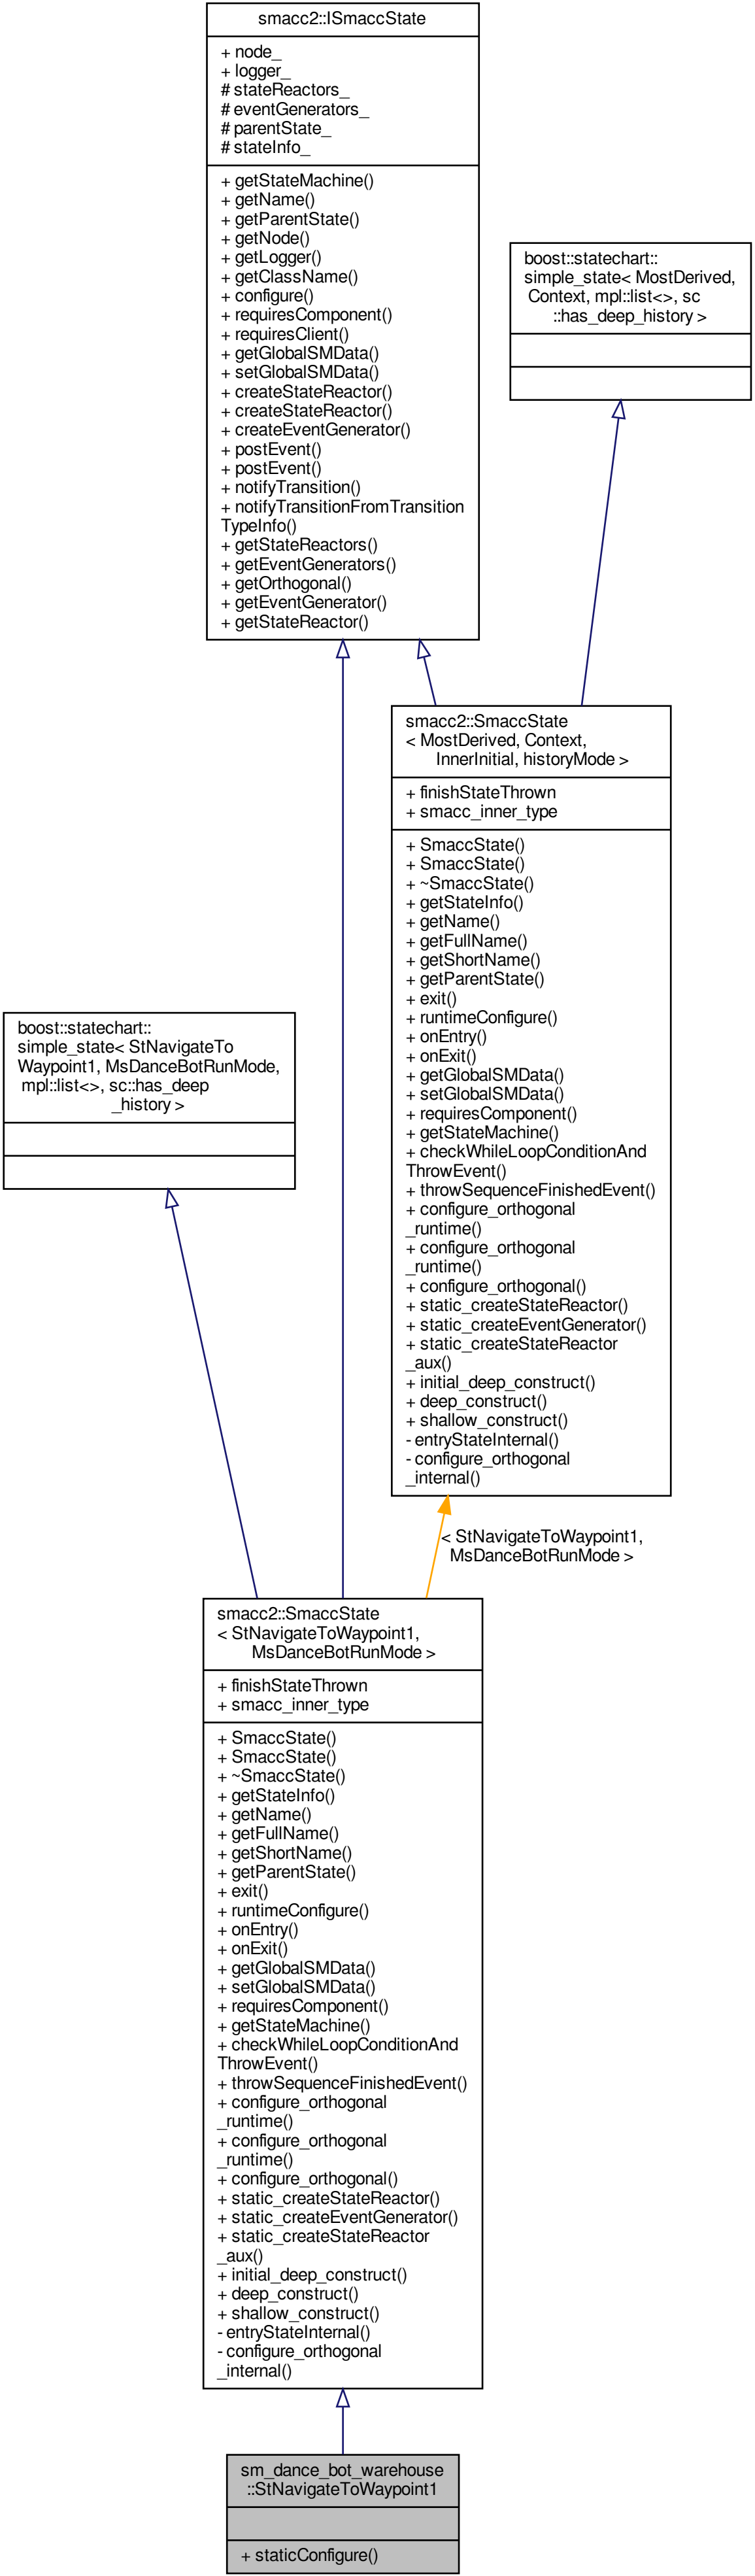 smacc2::ISmaccState
+ node_
+ logger_
# stateReactors_
# eventGenerators_
# parentState_
# stateInfo_
+ getStateMachine()
+ getName()
+ getParentState()
+ getNode()
+ getLogger()
+ getClassName()
+ configure()
+ requiresComponent()
+ requiresClient()
+ getGlobalSMData()
+ setGlobalSMData()
+ createStateReactor()
+ createStateReactor()
+ createEventGenerator()
+ postEvent()
+ postEvent()
+ notifyTransition()
+ notifyTransitionFromTransition
TypeInfo()
+ getStateReactors()
+ getEventGenerators()
+ getOrthogonal()
+ getEventGenerator()
+ getStateReactor()
boost::statechart::
simple_state< MostDerived,
Context, mpl::list<>, sc
::has_deep_history >
smacc2::SmaccState
< MostDerived, Context,
InnerInitial, historyMode >
+ finishStateThrown
+ smacc_inner_type
+ SmaccState()
+ SmaccState()
+ ~SmaccState()
+ getStateInfo()
+ getName()
+ getFullName()
+ getShortName()
+ getParentState()
+ exit()
+ runtimeConfigure()
+ onEntry()
+ onExit()
+ getGlobalSMData()
+ setGlobalSMData()
+ requiresComponent()
+ getStateMachine()
+ checkWhileLoopConditionAnd
ThrowEvent()
+ throwSequenceFinishedEvent()
+ configure_orthogonal
_runtime()
+ configure_orthogonal
_runtime()
+ configure_orthogonal()
+ static_createStateReactor()
+ static_createEventGenerator()
+ static_createStateReactor
_aux()
+ initial_deep_construct()
+ deep_construct()
+ shallow_construct()
- entryStateInternal()
- configure_orthogonal
_internal()
boost::statechart::
simple_state< StNavigateTo
Waypoint1, MsDanceBotRunMode,
mpl::list<>, sc::has_deep
_history >
< StNavigateToWaypoint1,
MsDanceBotRunMode >
smacc2::SmaccState
< StNavigateToWaypoint1,
MsDanceBotRunMode >
+ finishStateThrown
+ smacc_inner_type
+ SmaccState()
+ SmaccState()
+ ~SmaccState()
+ getStateInfo()
+ getName()
+ getFullName()
+ getShortName()
+ getParentState()
+ exit()
+ runtimeConfigure()
+ onEntry()
+ onExit()
+ getGlobalSMData()
+ setGlobalSMData()
+ requiresComponent()
+ getStateMachine()
+ checkWhileLoopConditionAnd
ThrowEvent()
+ throwSequenceFinishedEvent()
+ configure_orthogonal
_runtime()
+ configure_orthogonal
_runtime()
+ configure_orthogonal()
+ static_createStateReactor()
+ static_createEventGenerator()
+ static_createStateReactor
_aux()
+ initial_deep_construct()
+ deep_construct()
+ shallow_construct()
- entryStateInternal()
- configure_orthogonal
_internal()
sm_dance_bot_warehouse
::StNavigateToWaypoint1
+ staticConfigure()